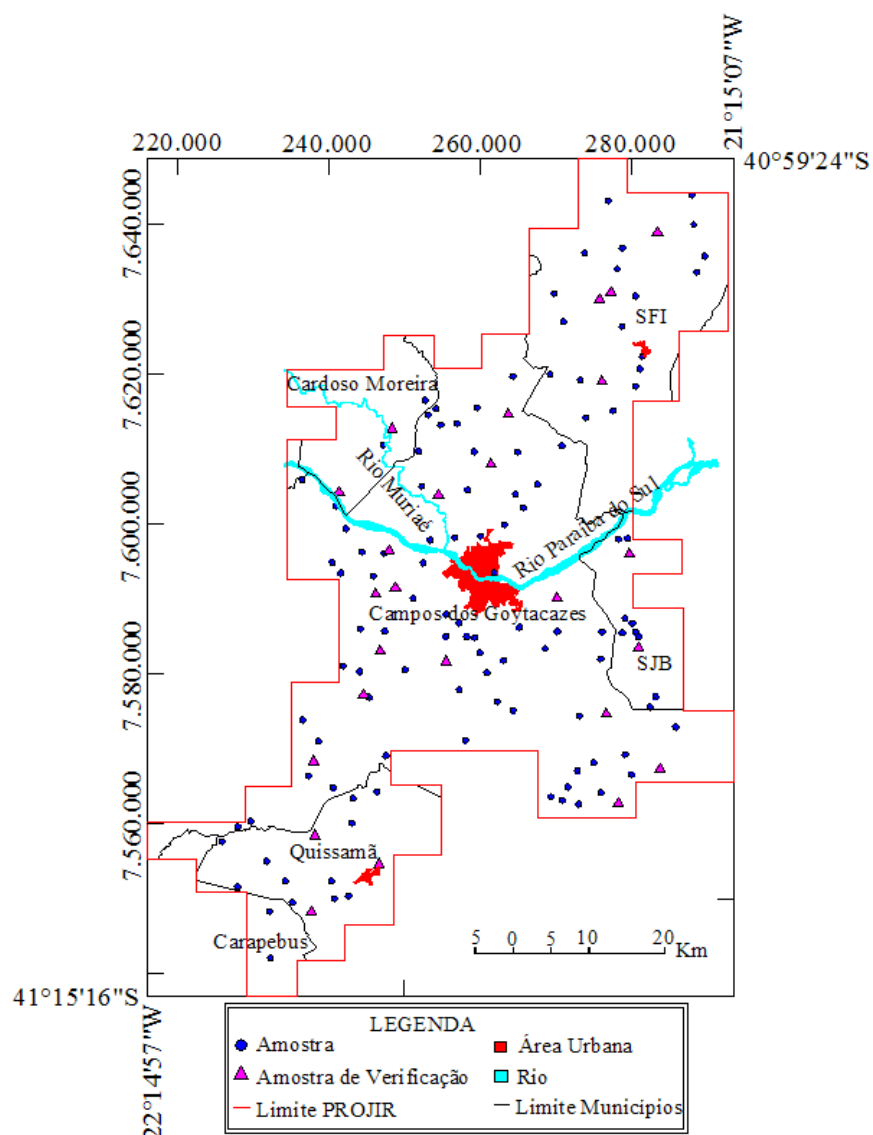 21°15'07"W
220.000 240.000 260.000 280.000
40°59'24"S
7.640.000
SFI
7.620.000
Cardoso Moreira
Rio Muriaé
7.600.000
Rio Paraíba do Sul
Campos dos Goytacazes
7.580.000
SJB
7.560.000
Quissamã
Carapebus
5 0 5 10 20
Km
41°15'16"S
22°14'57"W
LEGENDA
Amostra
Área Urbana
Amostra de Verificação
Rio
Limite PROJIR
Limite Municipios